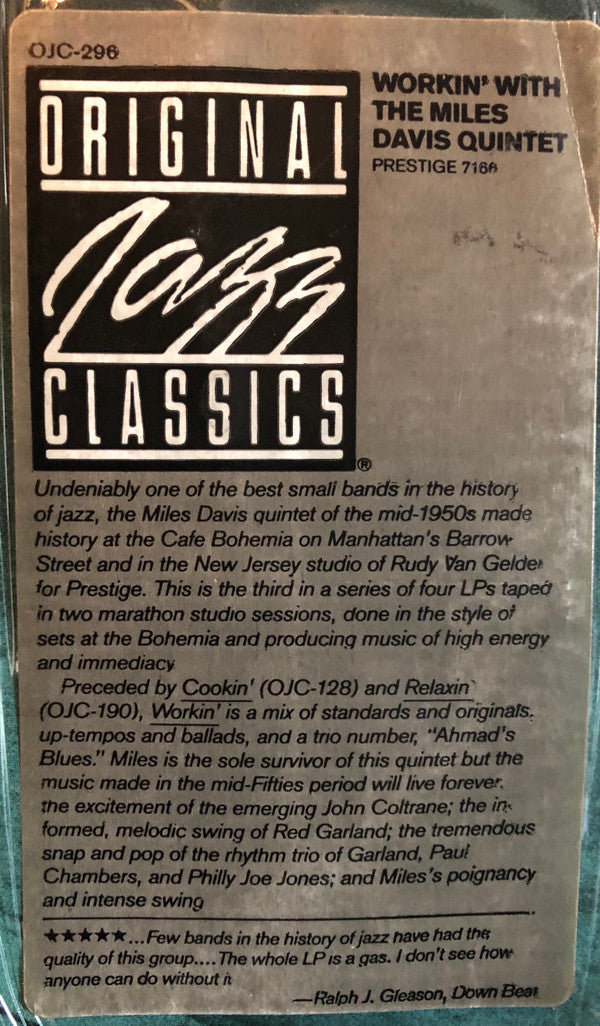 OJC-296
ORIGINAL
Jazz
CLASSICS
®
WORKIN' WITH
THE MILES
DAVIS QUINTET
PRESTIGE 7166
Undeniably one of the best small bands in the history
of jazz, the Miles Davis quintet of the mid-1950s made
history at the Cafe Bohemia on Manhattan's Barrow
Street and in the New Jersey studio of Rudy Van Gelder
for Prestige. This is the third in a series of four LPs taped
in two marathon studio sessions, done in the style of
sets at the Bohemia and producing music of high energy
and immediacy.
Preceded by Cookin' (OJC-128) and Relaxin'
(OJC-190), Workin' is a mix of standards and originals,
up-tempos and ballads, and a trio number, "Ahmad's
Blues." Miles is the sole survivor of this quintet but the
music made in the mid-Fifties period will live forever:
the excitement of the emerging John Coltrane; the in-
formed, melodic swing of Red Garland; the tremendous
snap and pop of the rhythm trio of Garland, Paul
Chambers, and Philly Joe Jones; and Miles's poignancy
and intense swing
★★★★★...Few bands in the history of jazz have had the
quality of this group....The whole LP is a gas. I don't see how
anyone can do without it
—Ralph J. Gleason, Down Beat